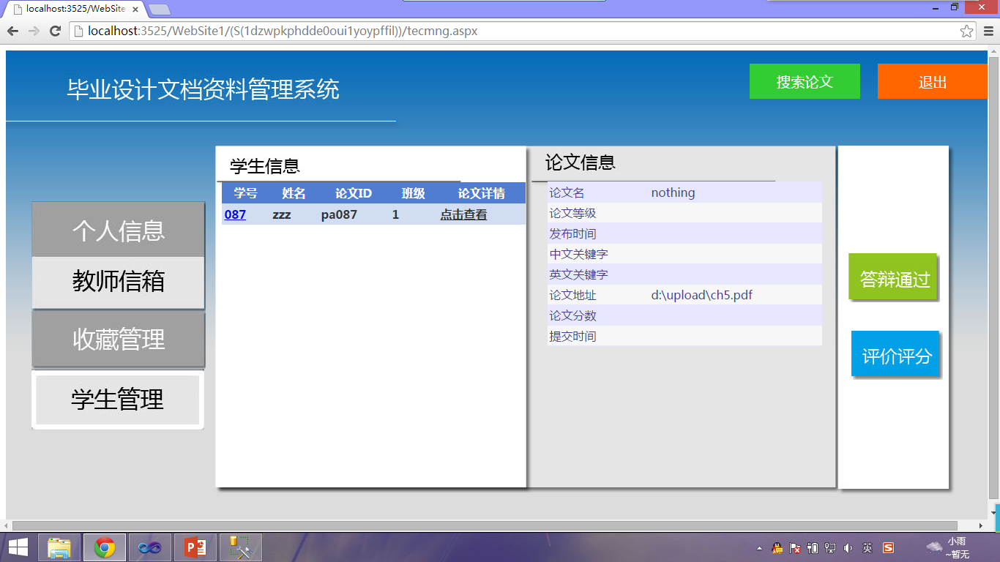 localhost:3525/WebSite
localhost:3525/WebSite1/(S(1dzwpkphdde0oui1yoypffil))/tecmng.aspx
毕业设计文档资料管理系统
搜索论文
退出
个人信息
教师信箱
收藏管理
学生管理
学生信息
学号 姓名 论文ID 班级 论文详情
087 zzz pa087 1 点击查看
论文信息
论文名 nothing
论文等级
发布时间
中文关键字
英文关键字
论文地址 d:\upload\ch5.pdf
论文分数
提交时间
答辩通过
评价评分
英
小雨
~暂无